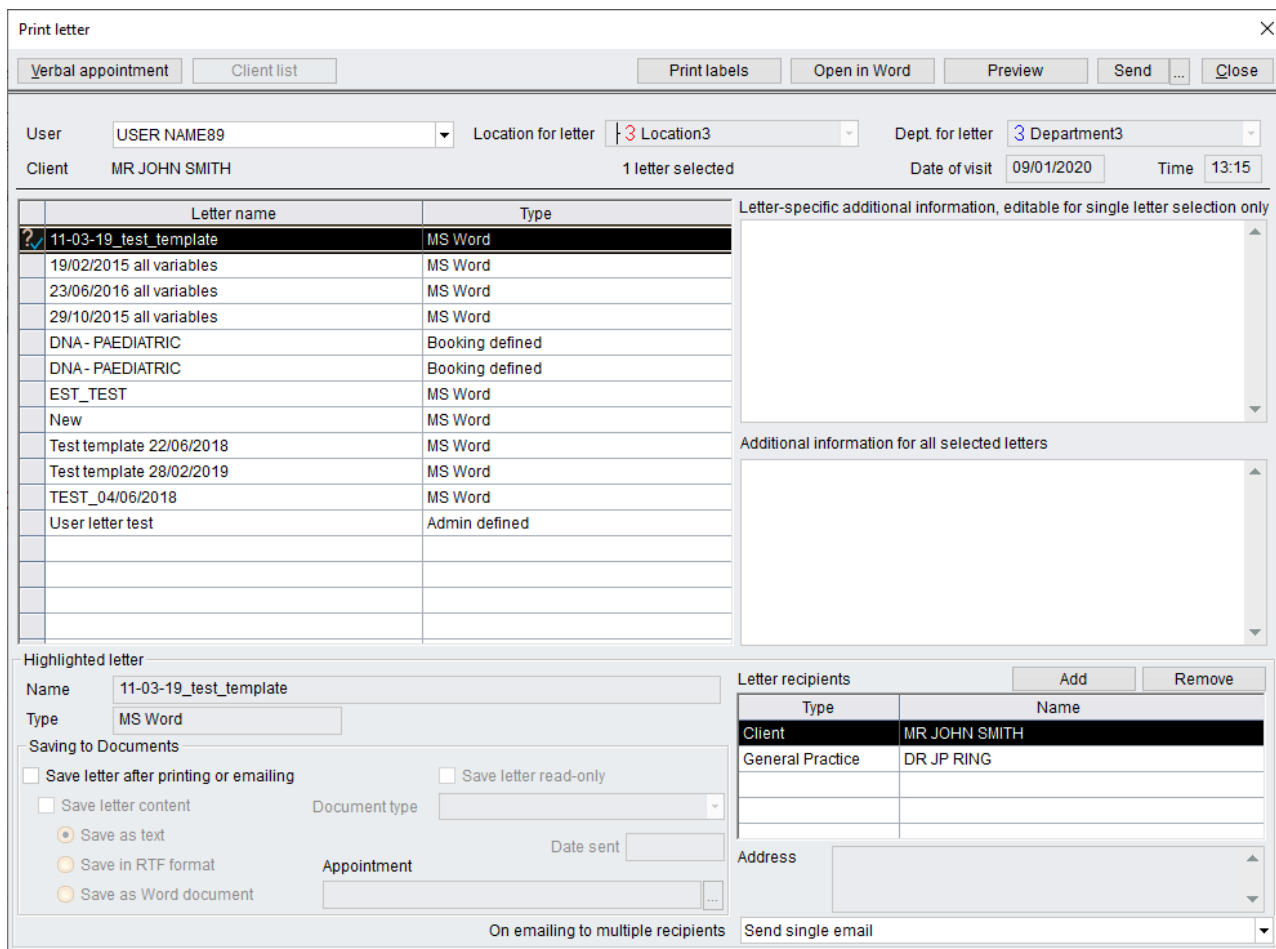 Print letter
Verbal appointment Client list Print labels Open in Word Preview Send ... Close
User USER NAME89 Location for letter 3 Location3 Dept. for letter 3 Department3
Client MR JOHN SMITH 1 letter selected Date of visit 09/01/2020 Time 13:15
Letter name Type
11-03-19_test_template MS Word
19/02/2015 all variables MS Word
23/06/2016 all variables MS Word
29/10/2015 all variables MS Word
DNA - PAEDIATRIC Booking defined
DNA - PAEDIATRIC Booking defined
EST_TEST MS Word
New MS Word
Test template 22/06/2018 MS Word
Test template 28/02/2019 MS Word
TEST_04/06/2018 MS Word
User letter test Admin defined
Letter-specific additional information, editable for single letter selection only
Additional information for all selected letters
Highlighted letter
Name 11-03-19_test_template
Type MS Word
Saving to Documents
Save letter after printing or emailing Save letter read-only
Save letter content Document type
Save as text
Date sent
Save in RTF format Appointment
Save as Word document ...
Letter recipients Add Remove
Type Name
Client MR JOHN SMITH
General Practice DR JP RING
Address
On emailing to multiple recipients Send single email